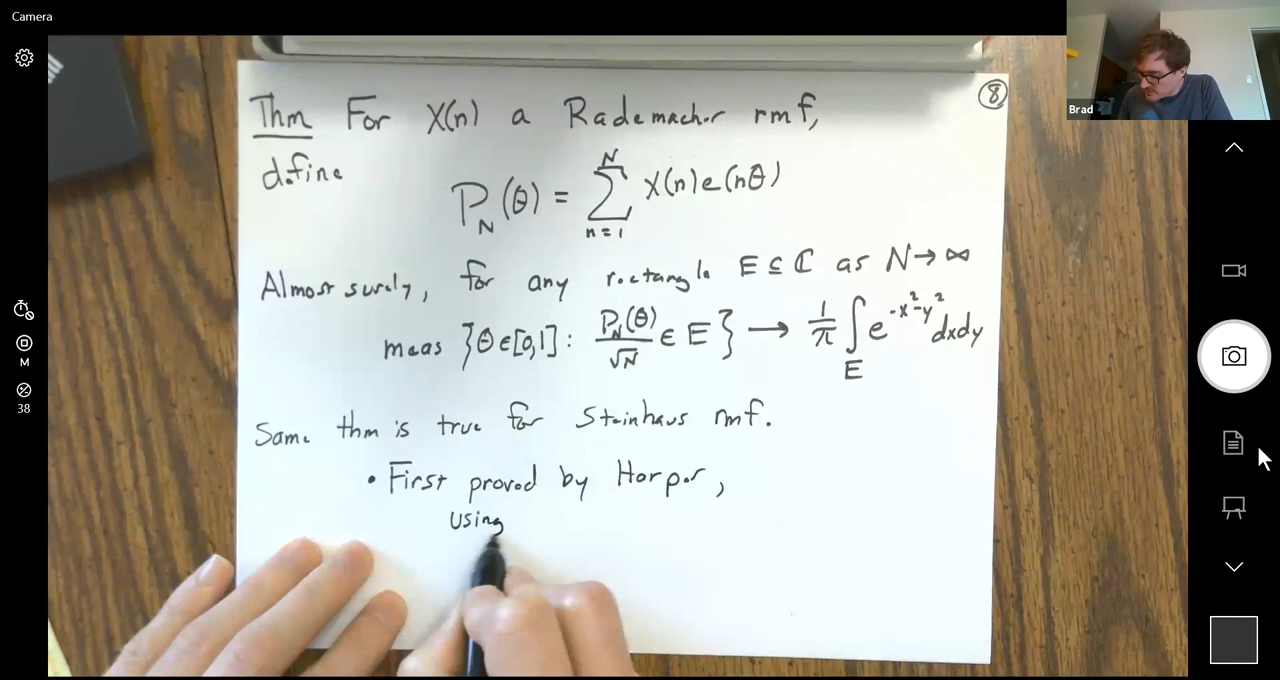 Camera
Brad
M
38
⑧
Thm For X(n) a Rademacher rmf,
define
P_N(θ) = ∑_{n=1}^{N} X(n)e(nθ)
Almost surely, for any rectangle E ⊆ ℂ as N → ∞
meas {θ ∈ [0,1] : P_N(θ)/√N ∈ E} → 1/π ∫_E e^{-x²-y²} dxdy
Same thm is true for Steinhaus rmf.
• First proved by Harper,
using